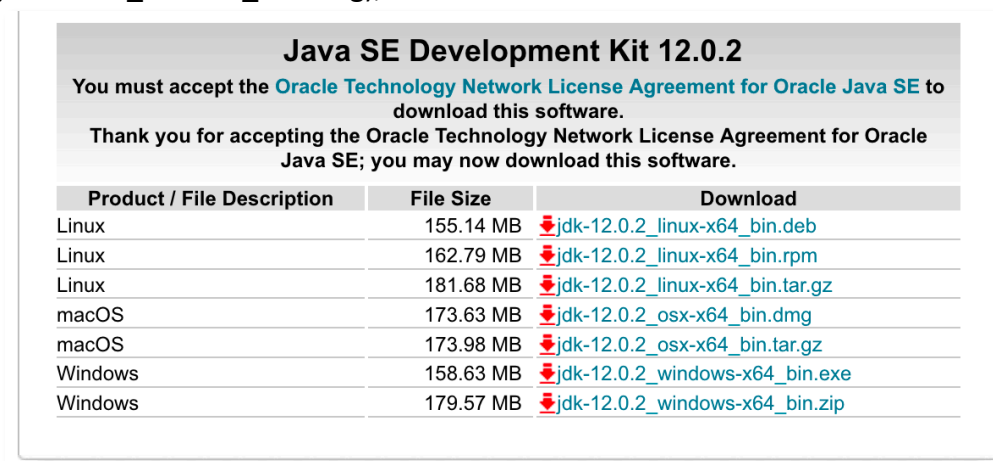 Java SE Development Kit 12.0.2
You must accept the Oracle Technology Network License Agreement for Oracle Java SE to
download this software.
Thank you for accepting the Oracle Technology Network License Agreement for Oracle
Java SE; you may now download this software.
Product / File Description File Size Download
Linux 155.14 MB jdk-12.0.2_linux-x64_bin.deb
Linux 162.79 MB jdk-12.0.2_linux-x64_bin.rpm
Linux 181.68 MB jdk-12.0.2_linux-x64_bin.tar.gz
macOS 173.63 MB jdk-12.0.2_osx-x64_bin.dmg
macOS 173.98 MB jdk-12.0.2_osx-x64_bin.tar.gz
Windows 158.63 MB jdk-12.0.2_windows-x64_bin.exe
Windows 179.57 MB jdk-12.0.2_windows-x64_bin.zip